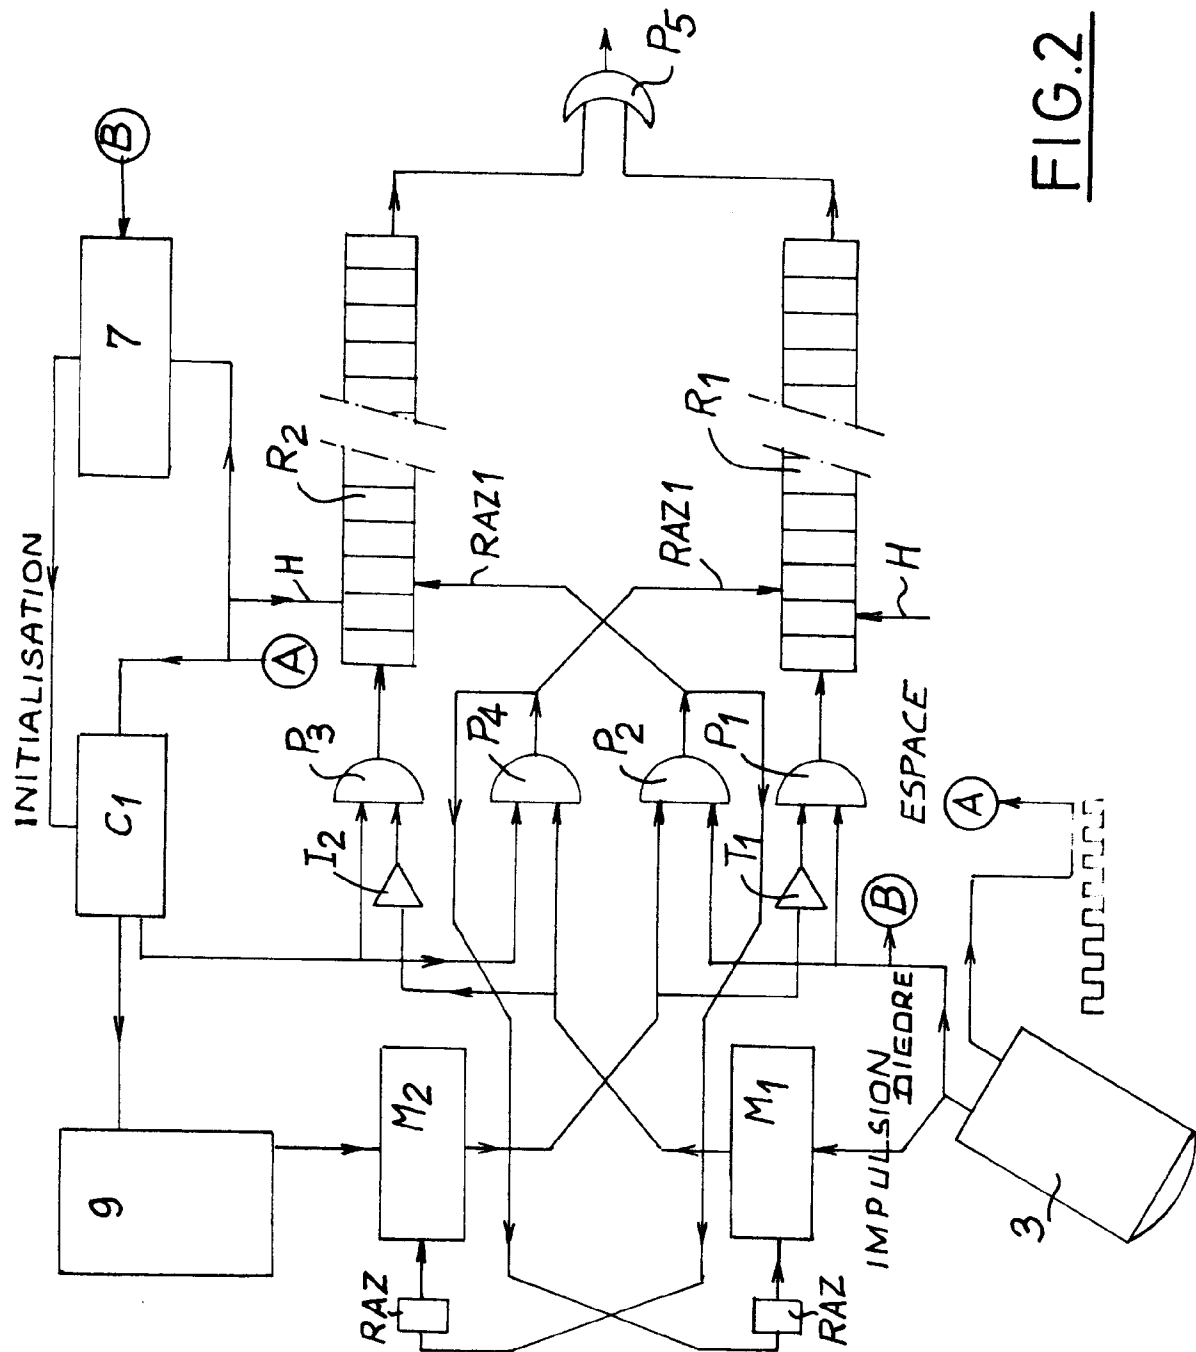 FIG.2
B
P5
7
INITIALISATION
R2
R1
H
RAZ1
RAZ1
H
A
C1
P3
P4
P2
P1
ESPACE
A
I2
I1
B
9
M2
M1
IMPULSION
DIEDRE
3
RAZ
RAZ